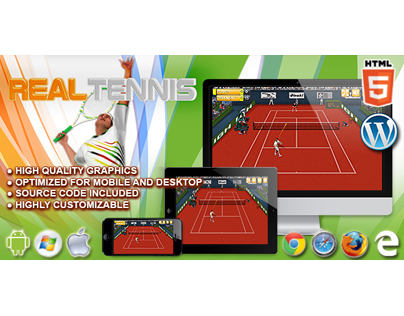 REAL TENNIS
HTML
5
● HIGH QUALITY GRAPHICS
● OPTIMIZED FOR MOBILE AND DESKTOP
● SOURCE CODE INCLUDED
● HIGHLY CUSTOMIZABLE